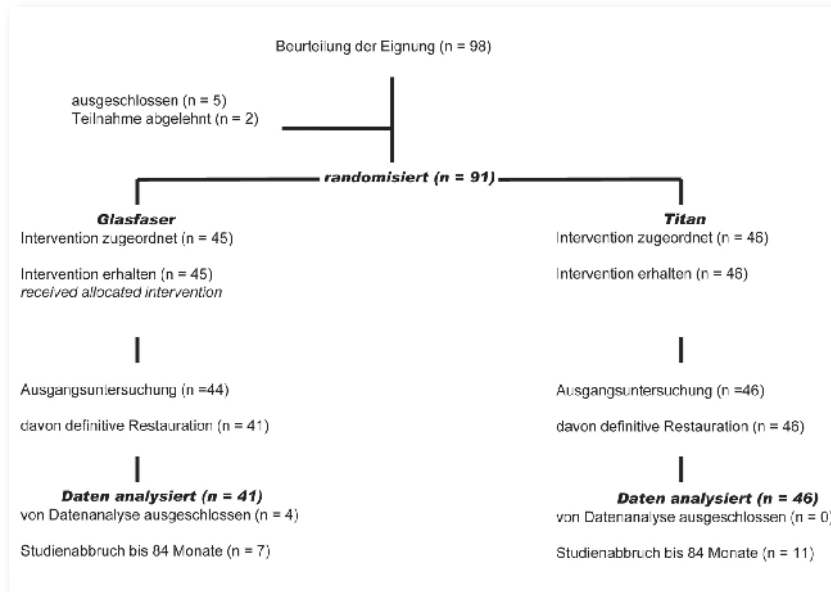 Beurteilung der Eignung (n = 98)
ausgeschlossen (n = 5)
Teilnahme abgelehnt (n = 2)
randomisiert (n = 91)
Glasfaser
Intervention zugeordnet (n = 45)
Intervention erhalten (n = 45)
received allocated intervention
Ausgangsuntersuchung (n =44)
davon definitive Restauration (n = 41)
Daten analysiert (n = 41)
von Datenanalyse ausgeschlossen (n = 4)
Studienabbruch bis 84 Monate (n = 7)
Titan
Intervention zugeordnet (n = 46)
Intervention erhalten (n = 46)
Ausgangsuntersuchung (n =46)
davon definitive Restauration (n = 46)
Daten analysiert (n = 46)
von Datenanalyse ausgeschlossen (n = 0)
Studienabbruch bis 84 Monate (n = 11)